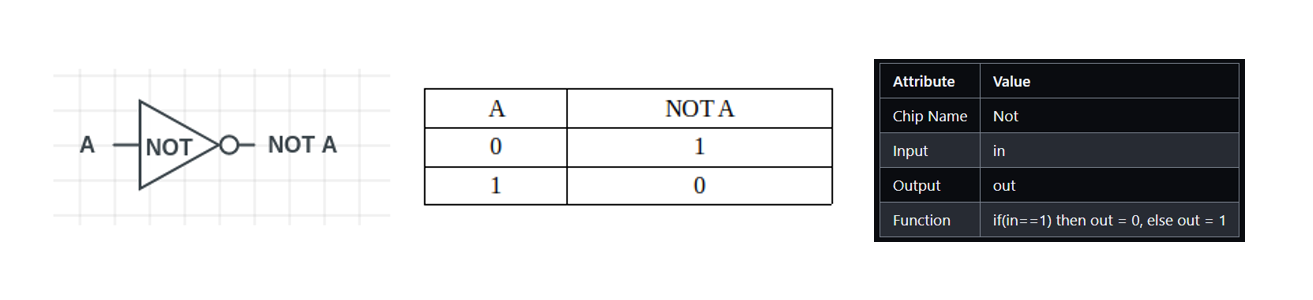 A NOT NOT A
A NOT A
0 1
1 0
Attribute Value
Chip Name Not
Input in
Output out
Function if(in==1) then out = 0, else out = 1